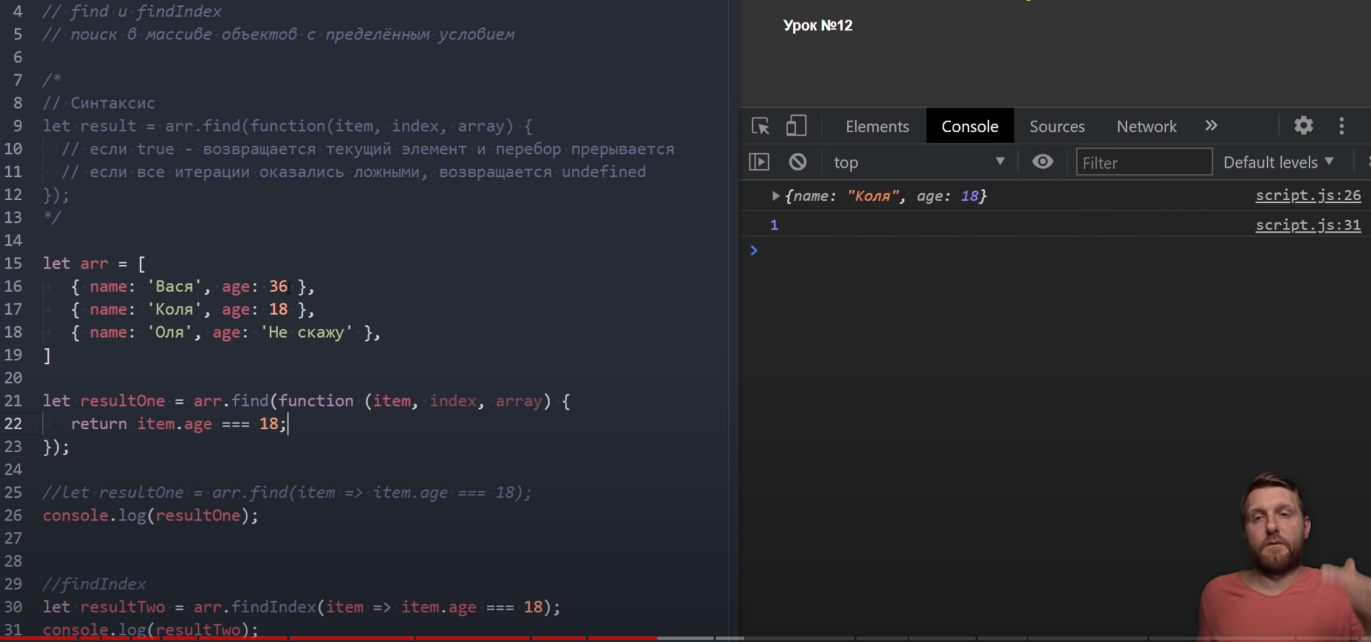 4 // find и findIndex
5 // поиск в массиве объектов с пределённым условием
6
7 /*
8 // Синтаксис
9 let result = arr.find(function(item, index, array) {
10 // если true - возвращается текущий элемент и перебор прерывается
11 // если все итерации оказались ложными, возвращается undefined
12 });
13 */
14
15 let arr = [
16 { name: 'Вася', age: 36 },
17 { name: 'Коля', age: 18 },
18 { name: 'Оля', age: 'Не скажу' },
19 ]
20
21 let resultOne = arr.find(function (item, index, array) {
22 return item.age === 18;
23 });
24
25 //let resultOne = arr.find(item => item.age === 18);
26 console.log(resultOne);
27
28
29 //findIndex
30 let resultTwo = arr.findIndex(item => item.age === 18);
31 console.log(resultTwo);
Урок №12
Elements Console Sources Network »
top Filter Default levels
{name: "Коля", age: 18} script.js:26
1 script.js:31